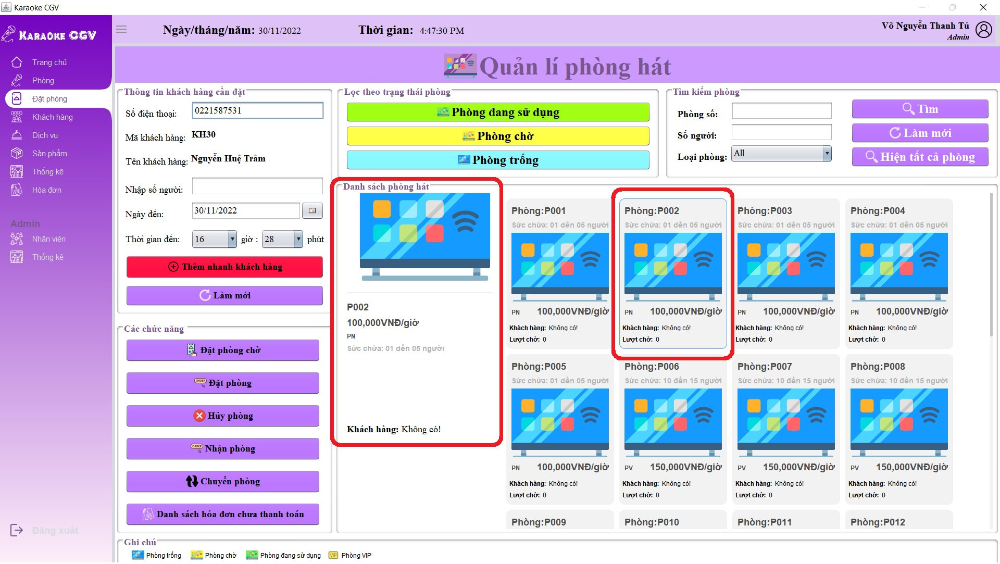 Karaoke CGV
KARAOKE CGV
Ngày/tháng/năm: 30/11/2022
Thời gian: 4:47:30 PM
Võ Nguyễn Thanh Tú
Admin
Trang chủ
Phòng
Đặt phòng
Khách hàng
Dịch vụ
Sản phẩm
Thống kê
Hóa đơn
Admin
Nhân viên
Thống kê
Đăng xuất
Quản lí phòng hát
Thông tin khách hàng cần đặt
Số điện thoại: 0221587531
Mã khách hàng: KH30
Tên khách hàng: Nguyễn Huệ Trâm
Nhập số người:
Ngày đến: 30/11/2022
Thời gian đến: 16 giờ : 28 phút
Thêm nhanh khách hàng
Làm mới
Các chức năng
Đặt phòng chờ
Đặt phòng
Hủy phòng
Nhận phòng
Chuyển phòng
Danh sách hóa đơn chưa thanh toán
Lọc theo trạng thái phòng
Phòng đang sử dụng
Phòng chờ
Phòng trống
Tìm kiếm phòng
Phòng số:
Số người:
Loại phòng: All
Tìm
Làm mới
Hiện tất cả phòng
Danh sách phòng hát
P002
100,000VNĐ/giờ
PN
Sức chứa: 01 đến 05 người
Khách hàng: Không có!
Phòng:P001
Sức chứa: 01 đến 05 người
PN 100,000VNĐ/giờ
Khách hàng: Không có!
Lượt chờ: 0
Phòng:P002
Sức chứa: 01 đến 05 người
PN 100,000VNĐ/giờ
Khách hàng: Không có!
Lượt chờ: 0
Phòng:P003
Sức chứa: 01 đến 05 người
PN 100,000VNĐ/giờ
Khách hàng: Không có!
Lượt chờ: 0
Phòng:P004
Sức chứa: 01 đến 05 người
PN 100,000VNĐ/giờ
Khách hàng: Không có!
Lượt chờ: 0
Phòng:P005
Sức chứa: 01 đến 05 người
PN 100,000VNĐ/giờ
Khách hàng: Không có!
Lượt chờ: 0
Phòng:P006
Sức chứa: 10 đến 15 người
PV 150,000VNĐ/giờ
Khách hàng: Không có!
Lượt chờ: 0
Phòng:P007
Sức chứa: 10 đến 15 người
PV 150,000VNĐ/giờ
Khách hàng: Không có!
Lượt chờ: 0
Phòng:P008
Sức chứa: 10 đến 15 người
PV 150,000VNĐ/giờ
Khách hàng: Không có!
Lượt chờ: 0
Phòng:P009
Phòng:P010
Phòng:P011
Phòng:P012
Ghi chú
Phòng trống
Phòng chờ
Phòng đang sử dụng
VIP Phòng VIP